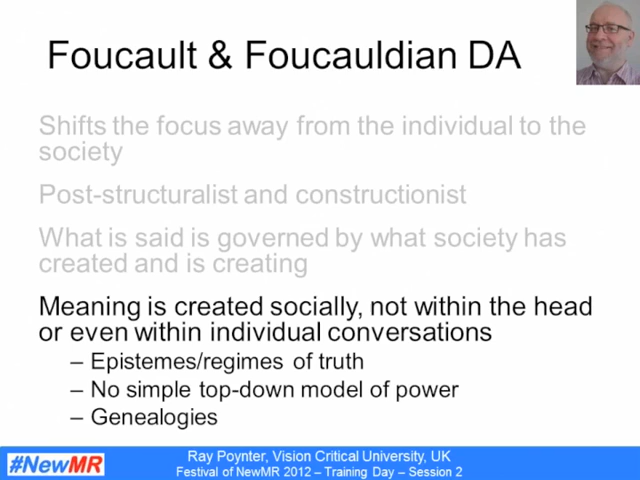 Foucault & Foucauldian DA
Shifts the focus away from the individual to the
society
Post-structuralist and constructionist
What is said is governed by what society has
created and is creating
Meaning is created socially, not within the head
or even within individual conversations
– Epistemes/regimes of truth
– No simple top-down model of power
– Genealogies
#NewMR
Ray Poynter, Vision Critical University, UK
Festival of NewMR 2012 – Training Day – Session 2